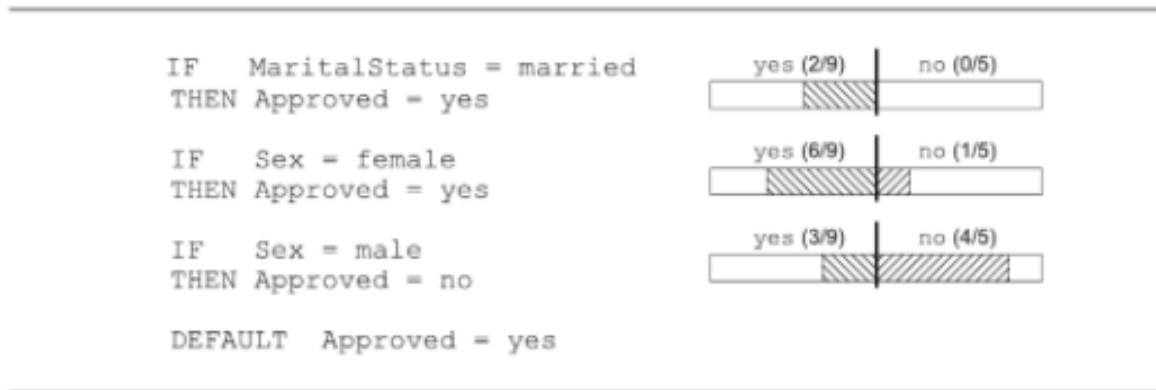 IF MaritalStatus = married
THEN Approved = yes
yes (2/9) no (0/5)
IF Sex = female
THEN Approved = yes
yes (6/9) no (1/5)
IF Sex = male
THEN Approved = no
yes (3/9) no (4/5)
DEFAULT Approved = yes